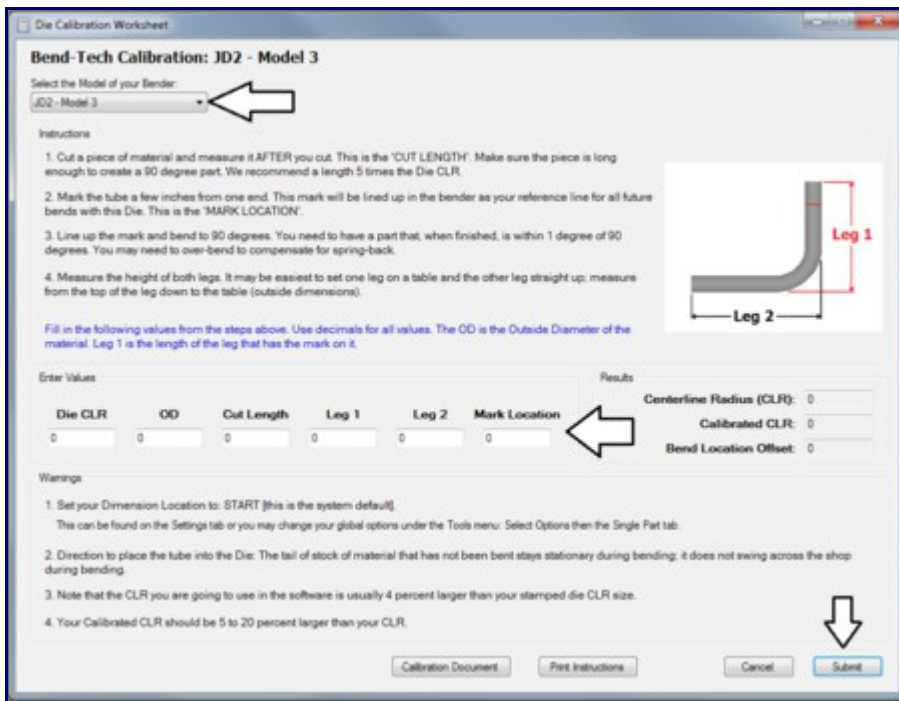 Die Calibration Worksheet
Bend-Tech Calibration: JD2 - Model 3
Select the Model of your Bender:
JD2 - Model 3
Instructions
1. Cut a piece of material and measure it AFTER you cut. This is the 'CUT LENGTH'. Make sure the piece is long
enough to create a 90 degree part. We recommend a length 5 times the Die CLR.
2. Mark the tube a few inches from one end. This mark will be lined up in the bender as your reference line for all future
bends with this Die. This is the 'MARK LOCATION'.
3. Line up the mark and bend to 90 degrees. You need to have a part that, when finished, is within 1 degree of 90
degrees. You may need to over-bend to compensate for spring-back.
4. Measure the height of both legs. It may be easiest to set one leg on a table and the other leg straight up; measure
from the top of the leg down to the table (outside dimensions).
Leg 1
Leg 2
Fill in the following values from the steps above. Use decimals for all values. The OD is the Outside Diameter of the
material. Leg 1 is the length of the leg that has the mark on it.
Enter Values
Die CLR OD Cut Length Leg 1 Leg 2 Mark Location
0 0 0 0 0 0
Results
Centerline Radius (CLR): 0
Calibrated CLR: 0
Bend Location Offset: 0
Warnings
1. Set your Dimension Location to: START [this is the system default].
This can be found on the Settings tab or you may change your global options under the Tools menu: Select Options then the Single Part tab.
2. Direction to place the tube into the Die: The tail of stock of material that has not been bent stays stationary during bending; it does not swing across the shop
during bending.
3. Note that the CLR you are going to use in the software is usually 4 percent larger than your stamped die CLR size.
4. Your Calibrated CLR should be 5 to 20 percent larger than your CLR.
Calibration Document Print Instructions Cancel Submit